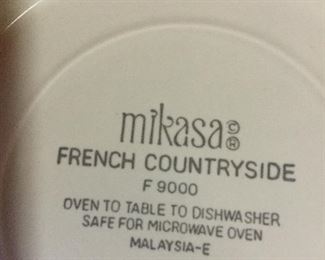 mikasa©®
FRENCH COUNTRYSIDE
F 9000
OVEN TO TABLE TO DISHWASHER
SAFE FOR MICROWAVE OVEN
MALAYSIA-E